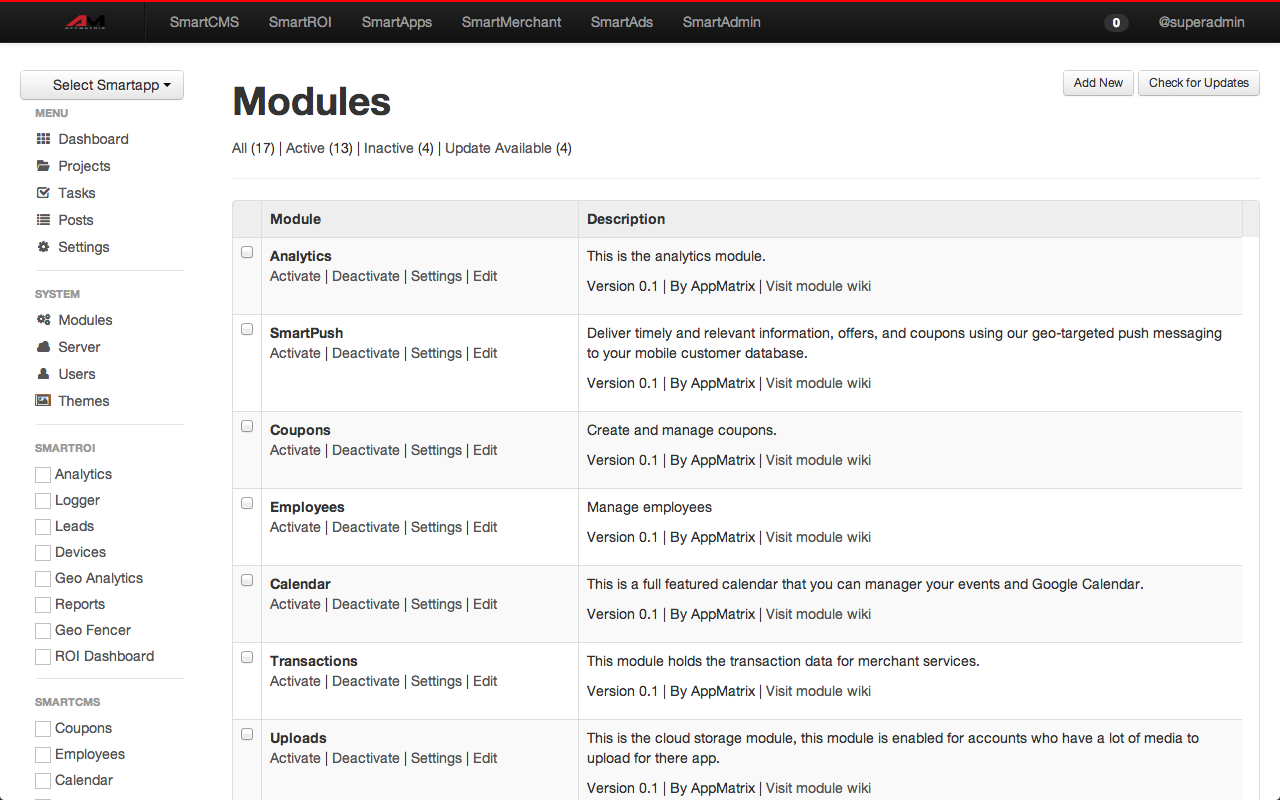 APPMATRIX
SmartCMS SmartROI SmartApps SmartMerchant SmartAds SmartAdmin 0 @superadmin
Select Smartapp
MENU
Dashboard
Projects
Tasks
Posts
Settings
SYSTEM
Modules
Server
Users
Themes
SMARTROI
Analytics
Logger
Leads
Devices
Geo Analytics
Reports
Geo Fencer
ROI Dashboard
SMARTCMS
Coupons
Employees
Calendar
Modules
Add New Check for Updates
All (17) | Active (13) | Inactive (4) | Update Available (4)
Module Description
Analytics
Activate | Deactivate | Settings | Edit
This is the analytics module.
Version 0.1 | By AppMatrix | Visit module wiki
SmartPush
Activate | Deactivate | Settings | Edit
Deliver timely and relevant information, offers, and coupons using our geo-targeted push messaging
to your mobile customer database.
Version 0.1 | By AppMatrix | Visit module wiki
Coupons
Activate | Deactivate | Settings | Edit
Create and manage coupons.
Version 0.1 | By AppMatrix | Visit module wiki
Employees
Activate | Deactivate | Settings | Edit
Manage employees
Version 0.1 | By AppMatrix | Visit module wiki
Calendar
Activate | Deactivate | Settings | Edit
This is a full featured calendar that you can manager your events and Google Calendar.
Version 0.1 | By AppMatrix | Visit module wiki
Transactions
Activate | Deactivate | Settings | Edit
This module holds the transaction data for merchant services.
Version 0.1 | By AppMatrix | Visit module wiki
Uploads
Activate | Deactivate | Settings | Edit
This is the cloud storage module, this module is enabled for accounts who have a lot of media to
upload for there app.
Version 0.1 | By AppMatrix | Visit module wiki